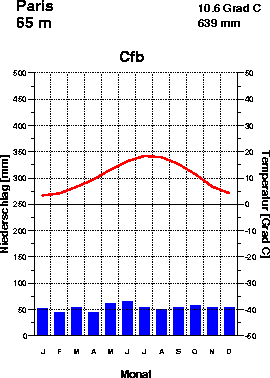 Paris
10.6 Grad C
65 m
639 mm
Cfb
500 50
450 40
400 30
350 20
300 10
250 0
200 -10
150 -20
100 -30
50 -40
0 -50
Niederschlag [mm]
Temperatur [Grad C]
J F M A M J J A S O N D
Monat